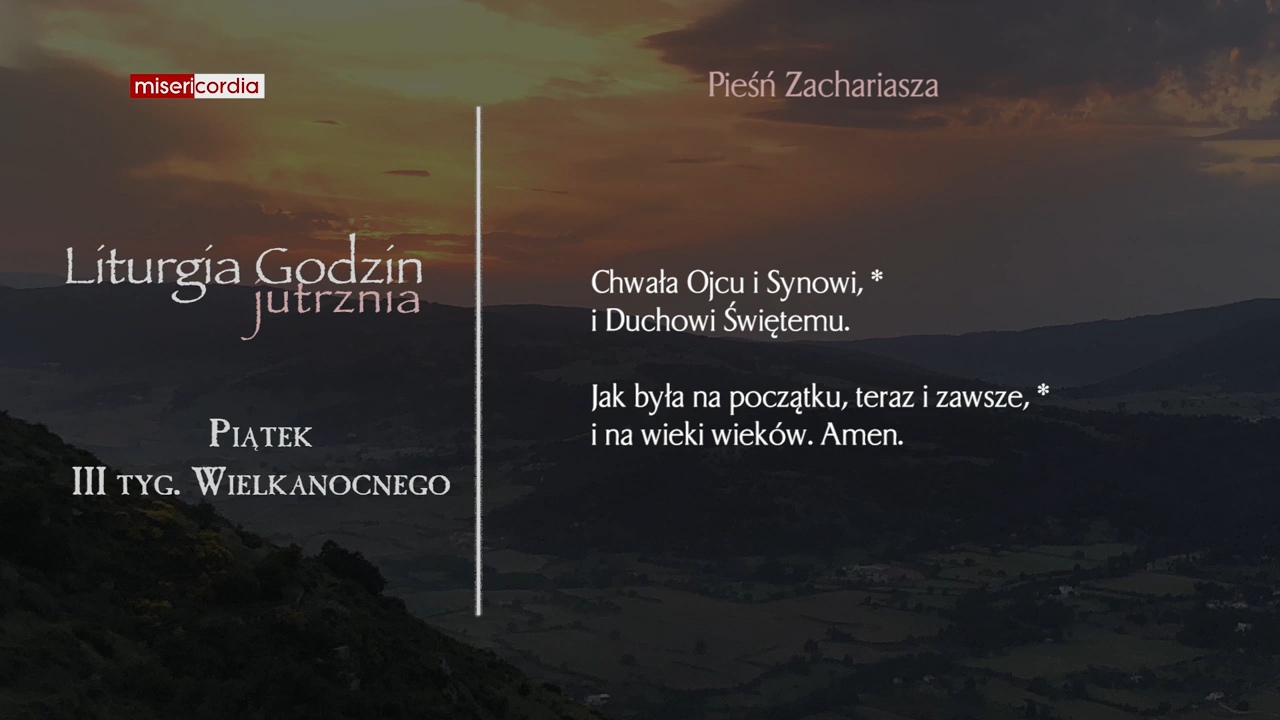 misericordia
Liturgia Godzin
jutrznia
Piątek
III tyg. Wielkanocnego
Pieśń Zachariasza
Chwała Ojcu i Synowi, *
i Duchowi Świętemu.
Jak była na początku, teraz i zawsze, *
i na wieki wieków. Amen.